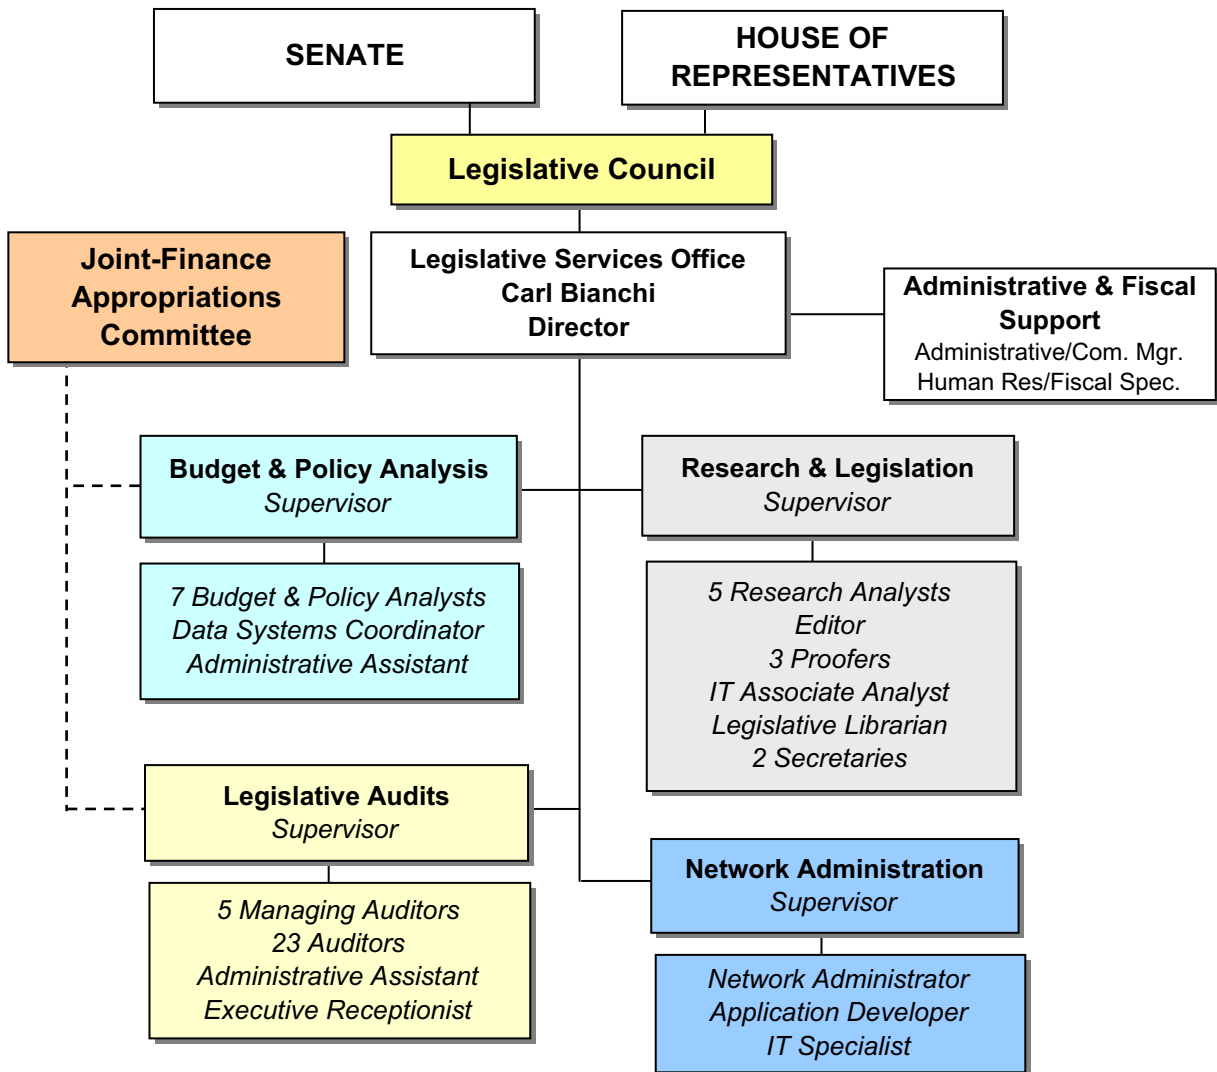 SENATE
HOUSE OF
REPRESENTATIVES
Legislative Council
Joint-Finance
Appropriations
Committee
Legislative Services Office
Carl Bianchi
Director
Administrative & Fiscal
Support
Administrative/Com. Mgr.
Human Res/Fiscal Spec.
Budget & Policy Analysis
Supervisor
Research & Legislation
Supervisor
7 Budget & Policy Analysts
Data Systems Coordinator
Administrative Assistant
5 Research Analysts
Editor
3 Proofers
IT Associate Analyst
Legislative Librarian
2 Secretaries
Legislative Audits
Supervisor
Network Administration
Supervisor
5 Managing Auditors
23 Auditors
Administrative Assistant
Executive Receptionist
Network Administrator
Application Developer
IT Specialist